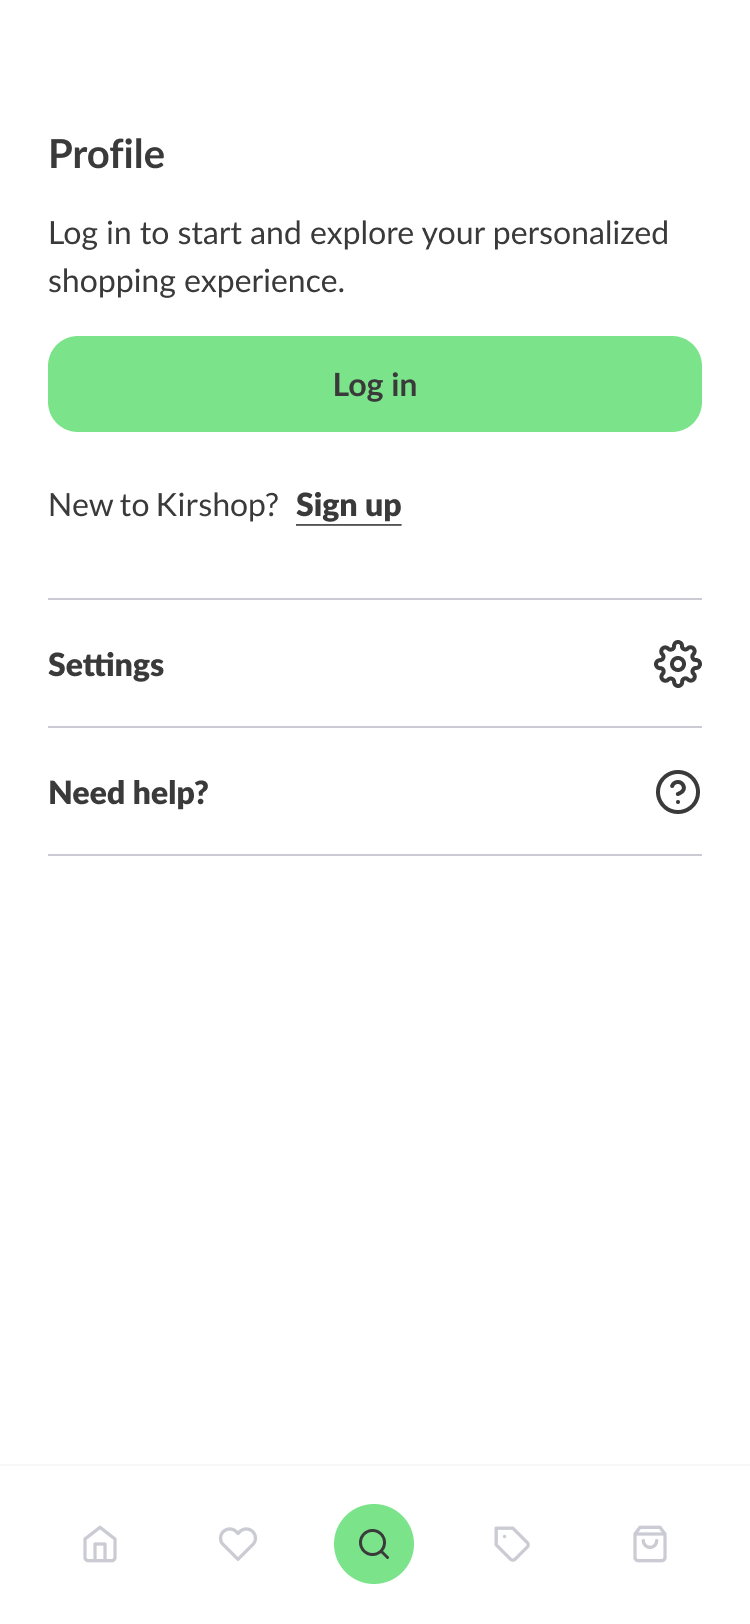 Profile
Log in to start and explore your personalized
shopping experience.
Log in
New to Kirshop? Sign up
Settings
Need help?